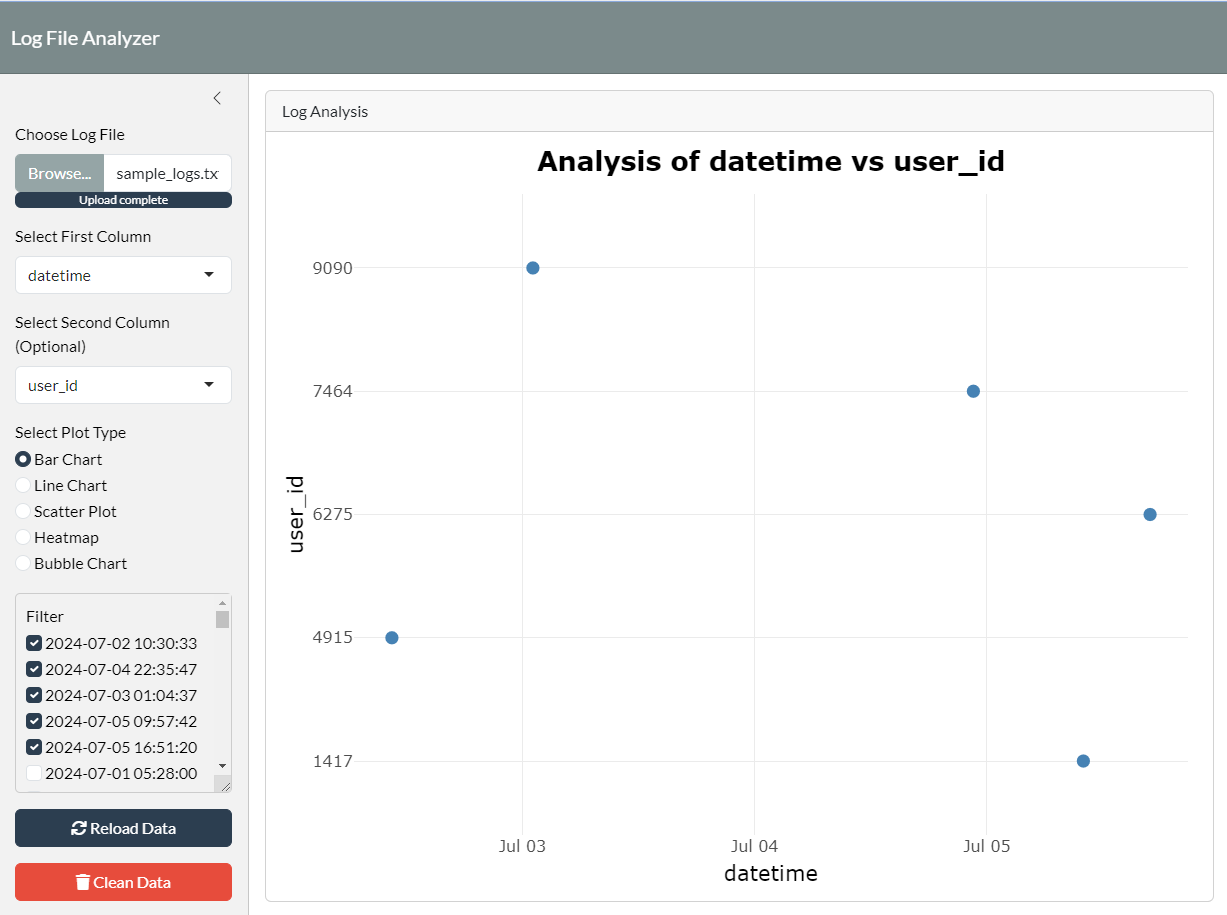 Log File Analyzer
Choose Log File
Browse... sample_logs.tx
Upload complete
Select First Column
datetime
Select Second Column
(Optional)
user_id
Select Plot Type
Bar Chart
Line Chart
Scatter Plot
Heatmap
Bubble Chart
Filter
2024-07-02 10:30:33
2024-07-04 22:35:47
2024-07-03 01:04:37
2024-07-05 09:57:42
2024-07-05 16:51:20
2024-07-01 05:28:00
Reload Data
Clean Data
Log Analysis
Analysis of datetime vs user_id
user_id
9090
7464
6275
4915
1417
Jul 03 Jul 04 Jul 05
datetime